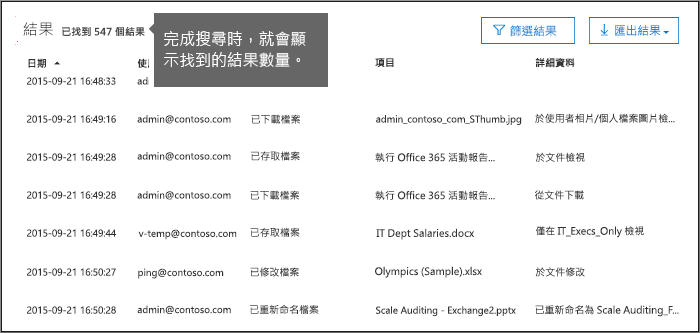 結果 已找到 547 個結果
完成搜尋時，就會顯
示找到的結果數量。
篩選結果 匯出結果
日期 項目 詳細資料
2015-09-21 16:48:33
2015-09-21 16:49:16 admin@contoso.com 已下載檔案 admin_contoso_com_SThumb.jpg 於使用者相片/個人檔案圖片檢...
2015-09-21 16:49:28 admin@contoso.com 已存取檔案 執行 Office 365 活動報告... 於文件檢視
2015-09-21 16:49:28 admin@contoso.com 已下載檔案 執行 Office 365 活動報告... 從文件下載
2015-09-21 16:49:44 v-temp@contoso.com 已存取檔案 IT Dept Salaries.docx 僅在 IT_Execs_Only 檢視
2015-09-21 16:50:27 ping@contoso.com 已修改檔案 Olympics (Sample).xlsx 於文件修改
2015-09-21 16:50:28 admin@contoso.com 已重新命名檔案 Scale Auditing - Exchange2.pptx 已重新命名為 Scale Auditing_F...